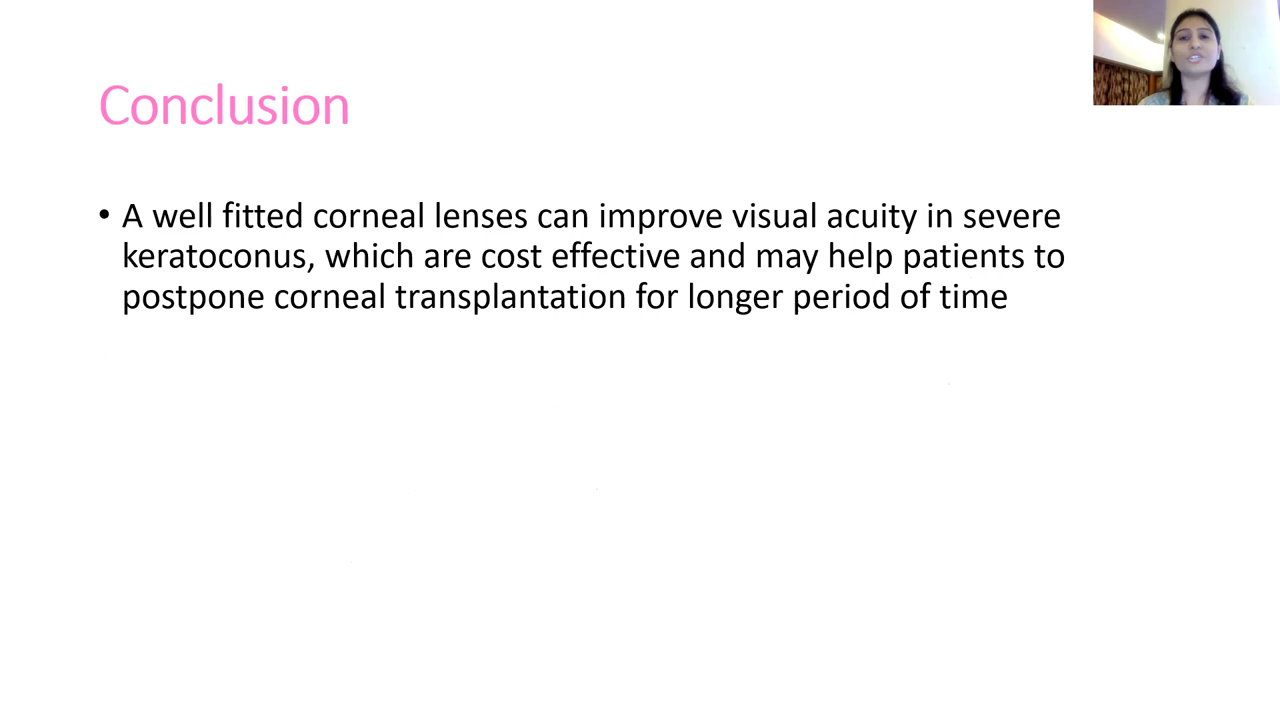 Conclusion
• A well fitted corneal lenses can improve visual acuity in severe
keratoconus, which are cost effective and may help patients to
postpone corneal transplantation for longer period of time